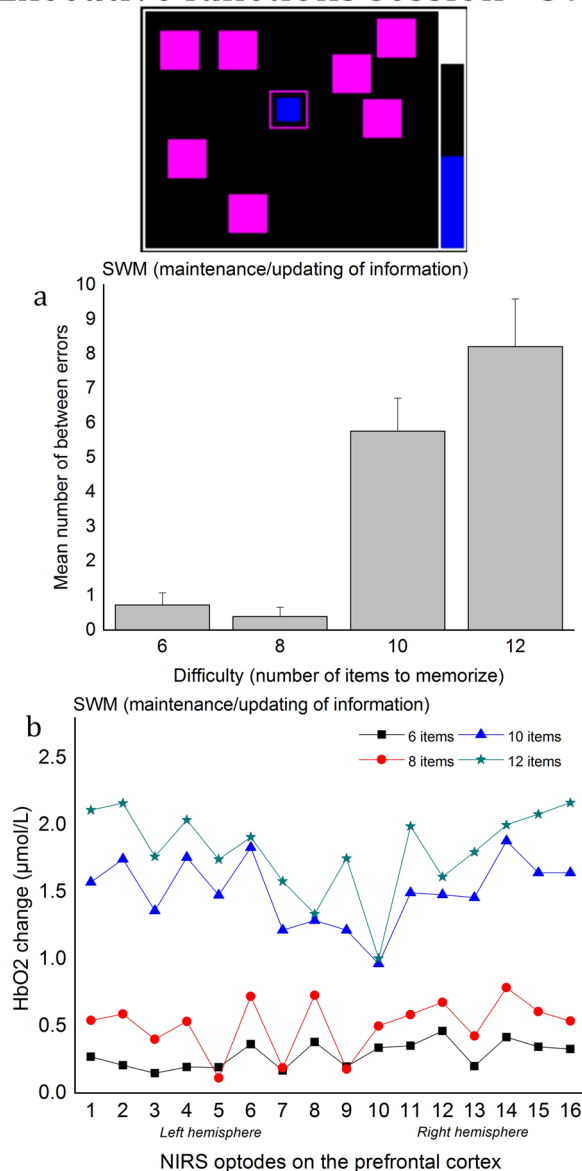 SWM (maintenance/updating of information)
a
10
9
8
7
6
5
4
3
2
1
0
Mean number of between errors
6 8 10 12
Difficulty (number of items to memorize)
SWM (maintenance/updating of information)
b
6 items 10 items
8 items 12 items
2.5
2.0
1.5
1.0
0.5
0.0
HbO2 change (μmol/L)
1 2 3 4 5 6 7 8 9 10 11 12 13 14 15 16
Left hemisphere Right hemisphere
NIRS optodes on the prefrontal cortex